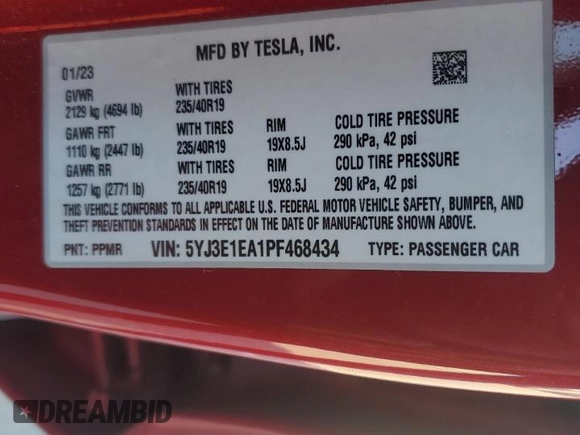 MFD BY TESLA, INC.
01/23
GVWR WITH TIRES
2129 kg (4694 lb) 235/40R19
GAWR FRT WITH TIRES RIM COLD TIRE PRESSURE
1110 kg (2447 lb) 235/40R19 19X8.5J 290 kPa, 42 psi
GAWR RR WITH TIRES RIM COLD TIRE PRESSURE
1257 kg (2771 lb) 235/40R19 19X8.5J 290 kPa, 42 psi
THIS VEHICLE CONFORMS TO ALL APPLICABLE U.S. FEDERAL MOTOR VEHICLE SAFETY, BUMPER, AND
THEFT PREVENTION STANDARDS IN EFFECT ON THE DATE OF MANUFACTURE SHOWN ABOVE.
PNT: PPMR VIN: 5YJ3E1EA1PF468434 TYPE: PASSENGER CAR
DREAMBID